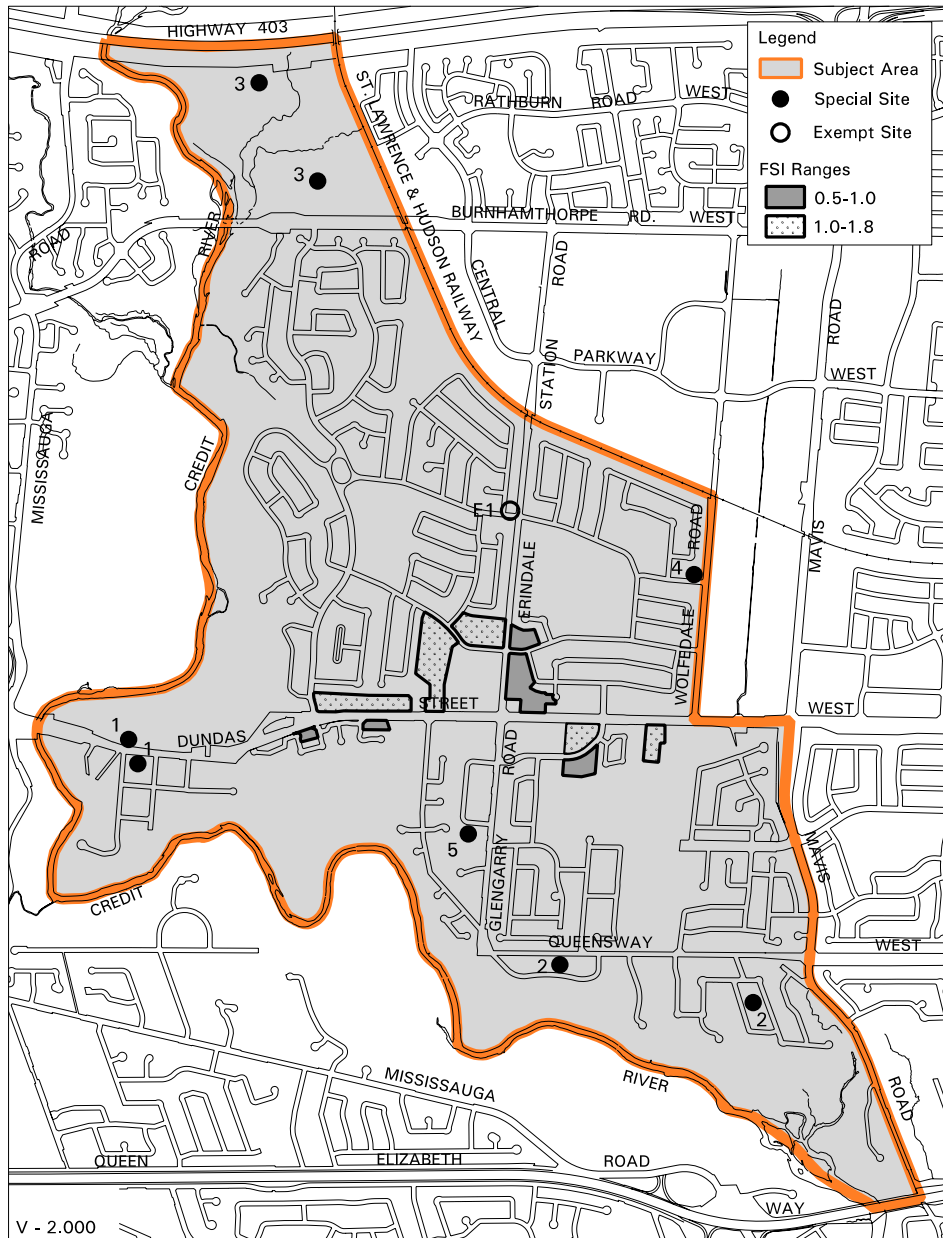 HIGHWAY 403
Legend
Subject Area
Special Site
Exempt Site
FSI Ranges
0.5-1.0
1.0-1.8
3
ST. LAWRENCE & HUDSON RAILWAY
RATHBURN ROAD WEST
3
BURNHAMTHORPE RD. WEST
ROAD
RIVER
CENTRAL
PARKWAY
WEST
ROAD
STATION
ROAD
MISSISSAUGA
CREDIT
E1
ERINDALE
ROAD
MAVIS
4
WOLFEDALE
STREET
WEST
DUNDAS
1
1
ROAD
5
GLENGARRY
MAVIS
CREDIT
QUEENSWAY
WEST
2
2
MISSISSAUGA
RIVER
ROAD
QUEEN
ELIZABETH
ROAD
WAY
V - 2.000